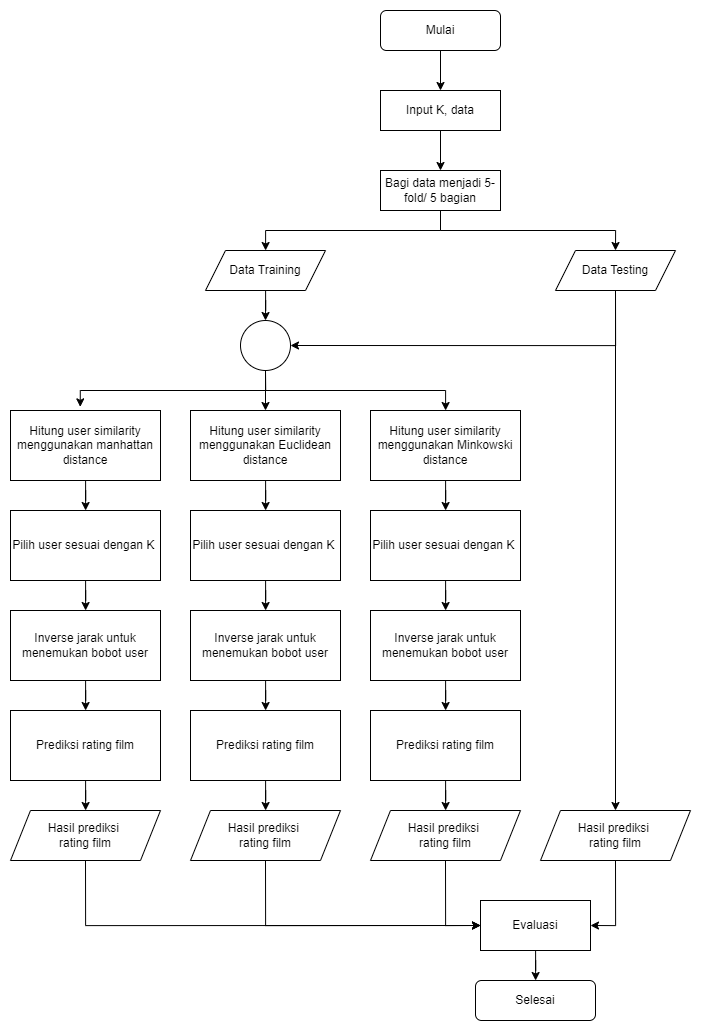 Mulai
Input K, data
Bagi data menjadi 5-
fold/ 5 bagian
Data Training
Data Testing
Hitung user similarity
menggunakan manhattan
distance
Hitung user similarity
menggunakan Euclidean
distance
Hitung user similarity
menggunakan Minkowski
distance
Pilih user sesuai dengan K
Pilih user sesuai dengan K
Pilih user sesuai dengan K
Inverse jarak untuk
menemukan bobot user
Inverse jarak untuk
menemukan bobot user
Inverse jarak untuk
menemukan bobot user
Prediksi rating film
Prediksi rating film
Prediksi rating film
Hasil prediksi
rating film
Hasil prediksi
rating film
Hasil prediksi
rating film
Hasil prediksi
rating film
Evaluasi
Selesai